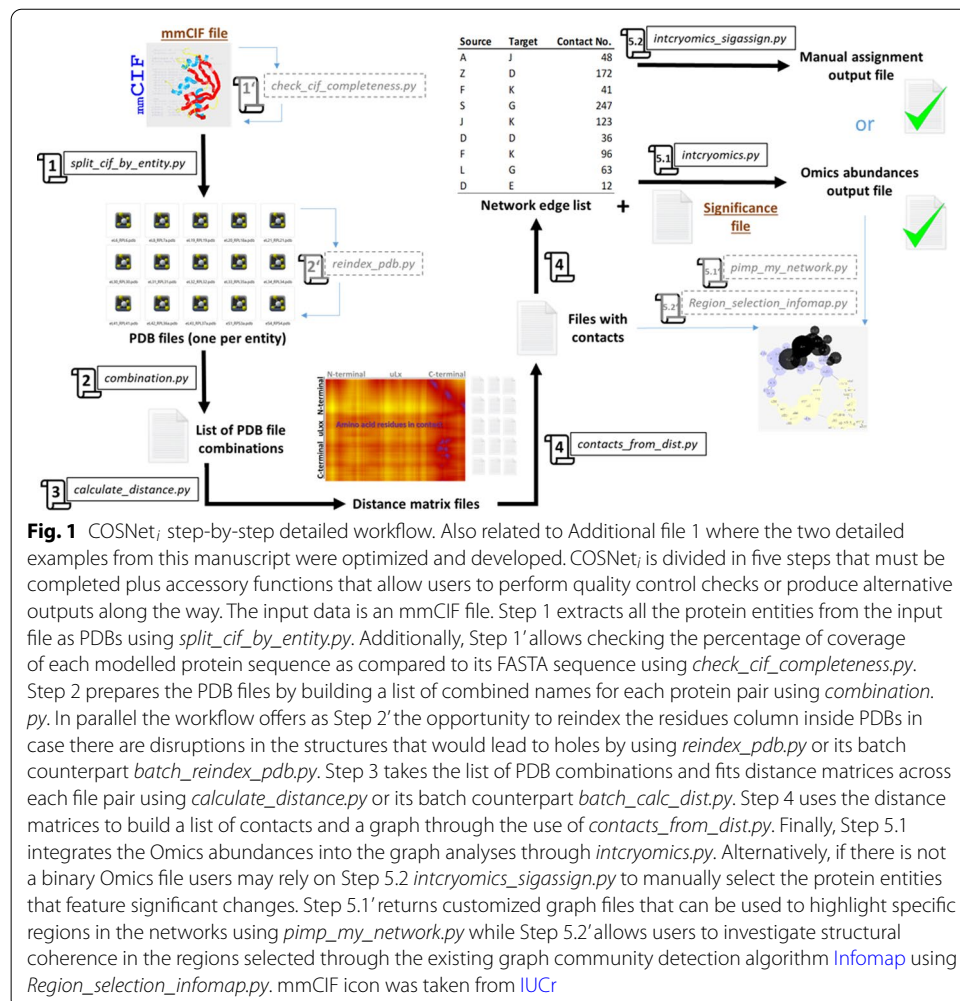 mmCIF file
mmCIF
1'
check_cif_completeness.py
1
split_cif_by_entity.py
2'
reindex_pdb.py
PDB files (one per entity)
2
combination.py
List of PDB file
combinations
3
calculate_distance.py
N-terminal uLx C-terminal
C-terminal uLxx N-terminal
Amino acid residues in contact
Distance matrix files
4
contacts_from_dist.py
Files with
contacts
4
Source Target Contact No.
A J 48
Z D 172
F K 41
S G 247
J K 123
D D 36
F K 96
L G 63
D E 12
Network edge list
+
5.2
intcryomics_sigassign.py
Manual assignment
output file
or
5.1
intcryomics.py
Significance
file
Omics abundances
output file
5.1'
pimp_my_network.py
5.2'
Region_selection_infomap.py
Fig. 1 COSNeti step-by-step detailed workflow. Also related to Additional file 1 where the two detailed
examples from this manuscript were optimized and developed. COSNeti is divided in five steps that must be
completed plus accessory functions that allow users to perform quality control checks or produce alternative
outputs along the way. The input data is an mmCIF file. Step 1 extracts all the protein entities from the input
file as PDBs using split_cif_by_entity.py. Additionally, Step 1' allows checking the percentage of coverage
of each modelled protein sequence as compared to its FASTA sequence using check_cif_completeness.py.
Step 2 prepares the PDB files by building a list of combined names for each protein pair using combination.
py. In parallel the workflow offers as Step 2' the opportunity to reindex the residues column inside PDBs in
case there are disruptions in the structures that would lead to holes by using reindex_pdb.py or its batch
counterpart batch_reindex_pdb.py. Step 3 takes the list of PDB combinations and fits distance matrices across
each file pair using calculate_distance.py or its batch counterpart batch_calc_dist.py. Step 4 uses the distance
matrices to build a list of contacts and a graph through the use of contacts_from_dist.py. Finally, Step 5.1
integrates the Omics abundances into the graph analyses through intcryomics.py. Alternatively, if there is not
a binary Omics file users may rely on Step 5.2 intcryomics_sigassign.py to manually select the protein entities
that feature significant changes. Step 5.1' returns customized graph files that can be used to highlight specific
regions in the networks using pimp_my_network.py while Step 5.2' allows users to investigate structural
coherence in the regions selected through the existing graph community detection algorithm Infomap using
Region_selection_infomap.py. mmCIF icon was taken from IUCr